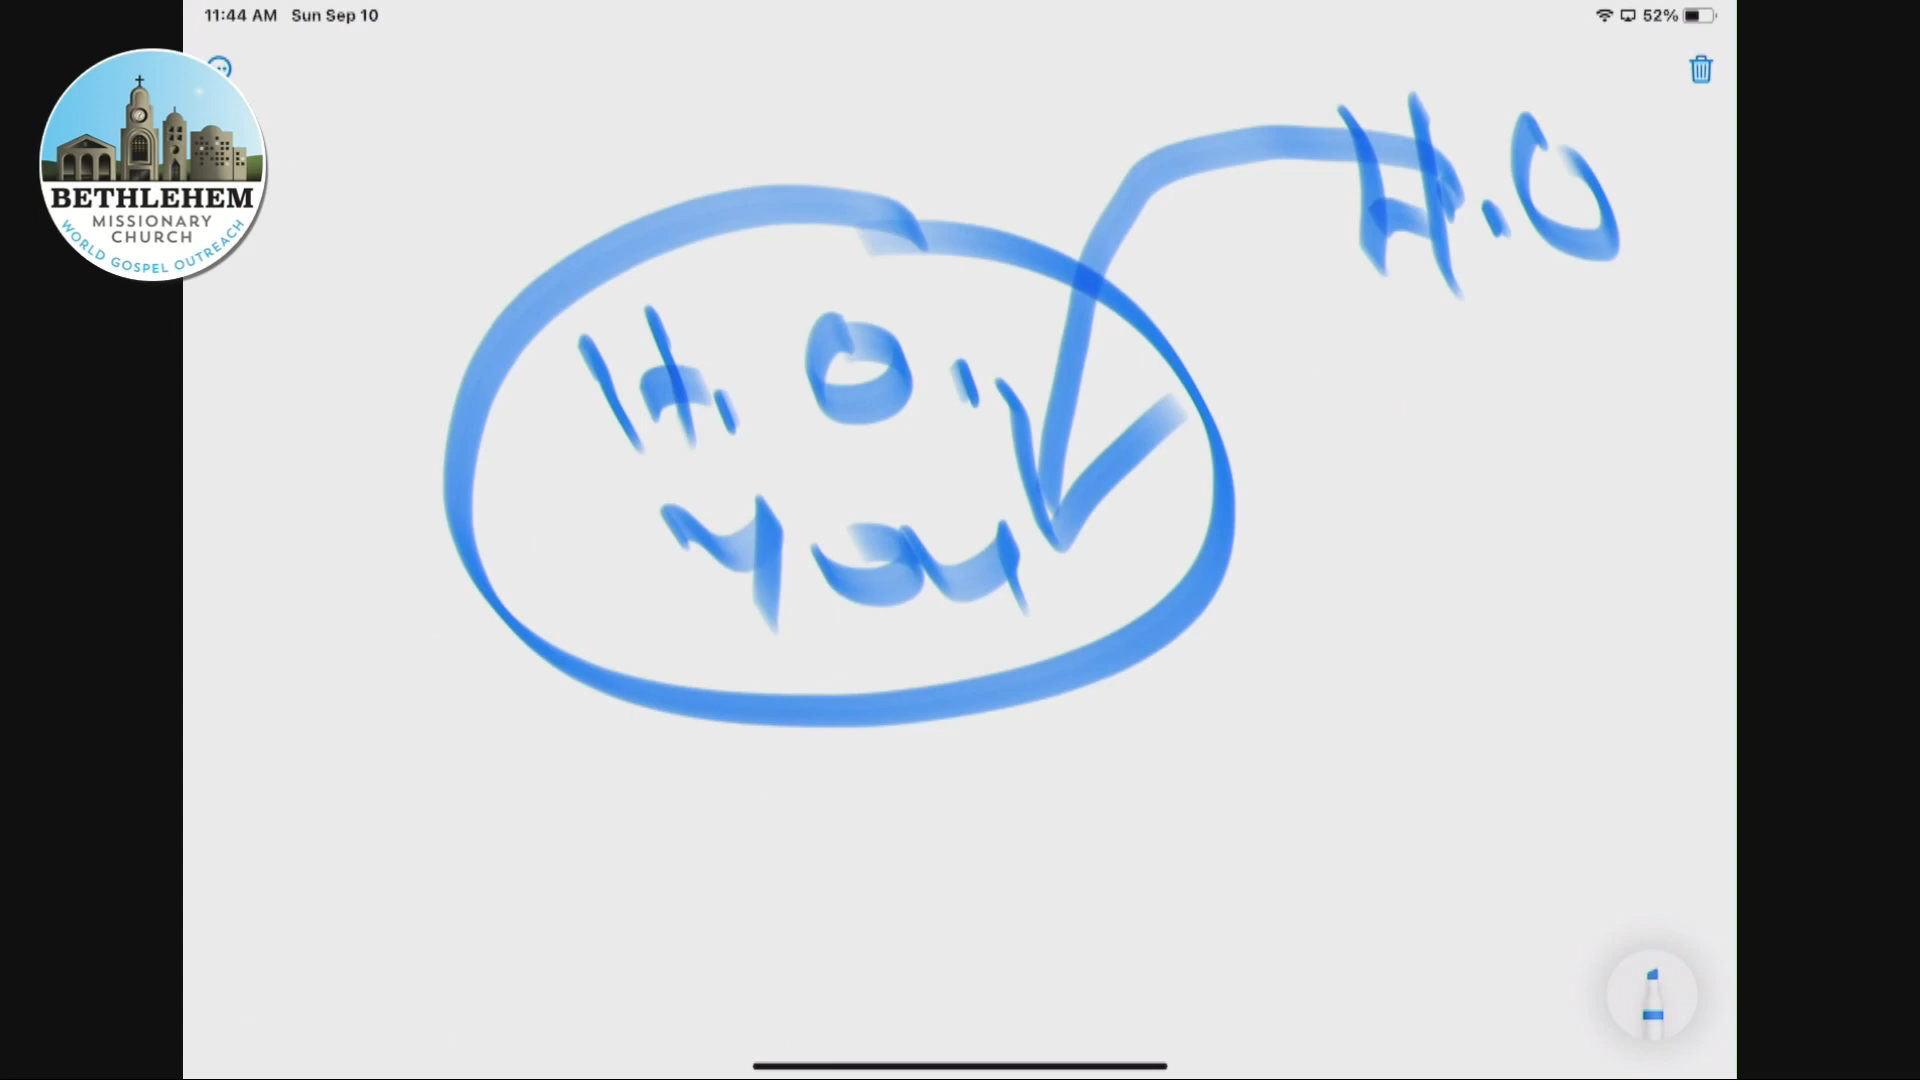 11:44 AM Sun Sep 10
52%
BETHLEHEM
MISSIONARY
CHURCH
WORLD GOSPEL OUTREACH
H.O
H.O.
You